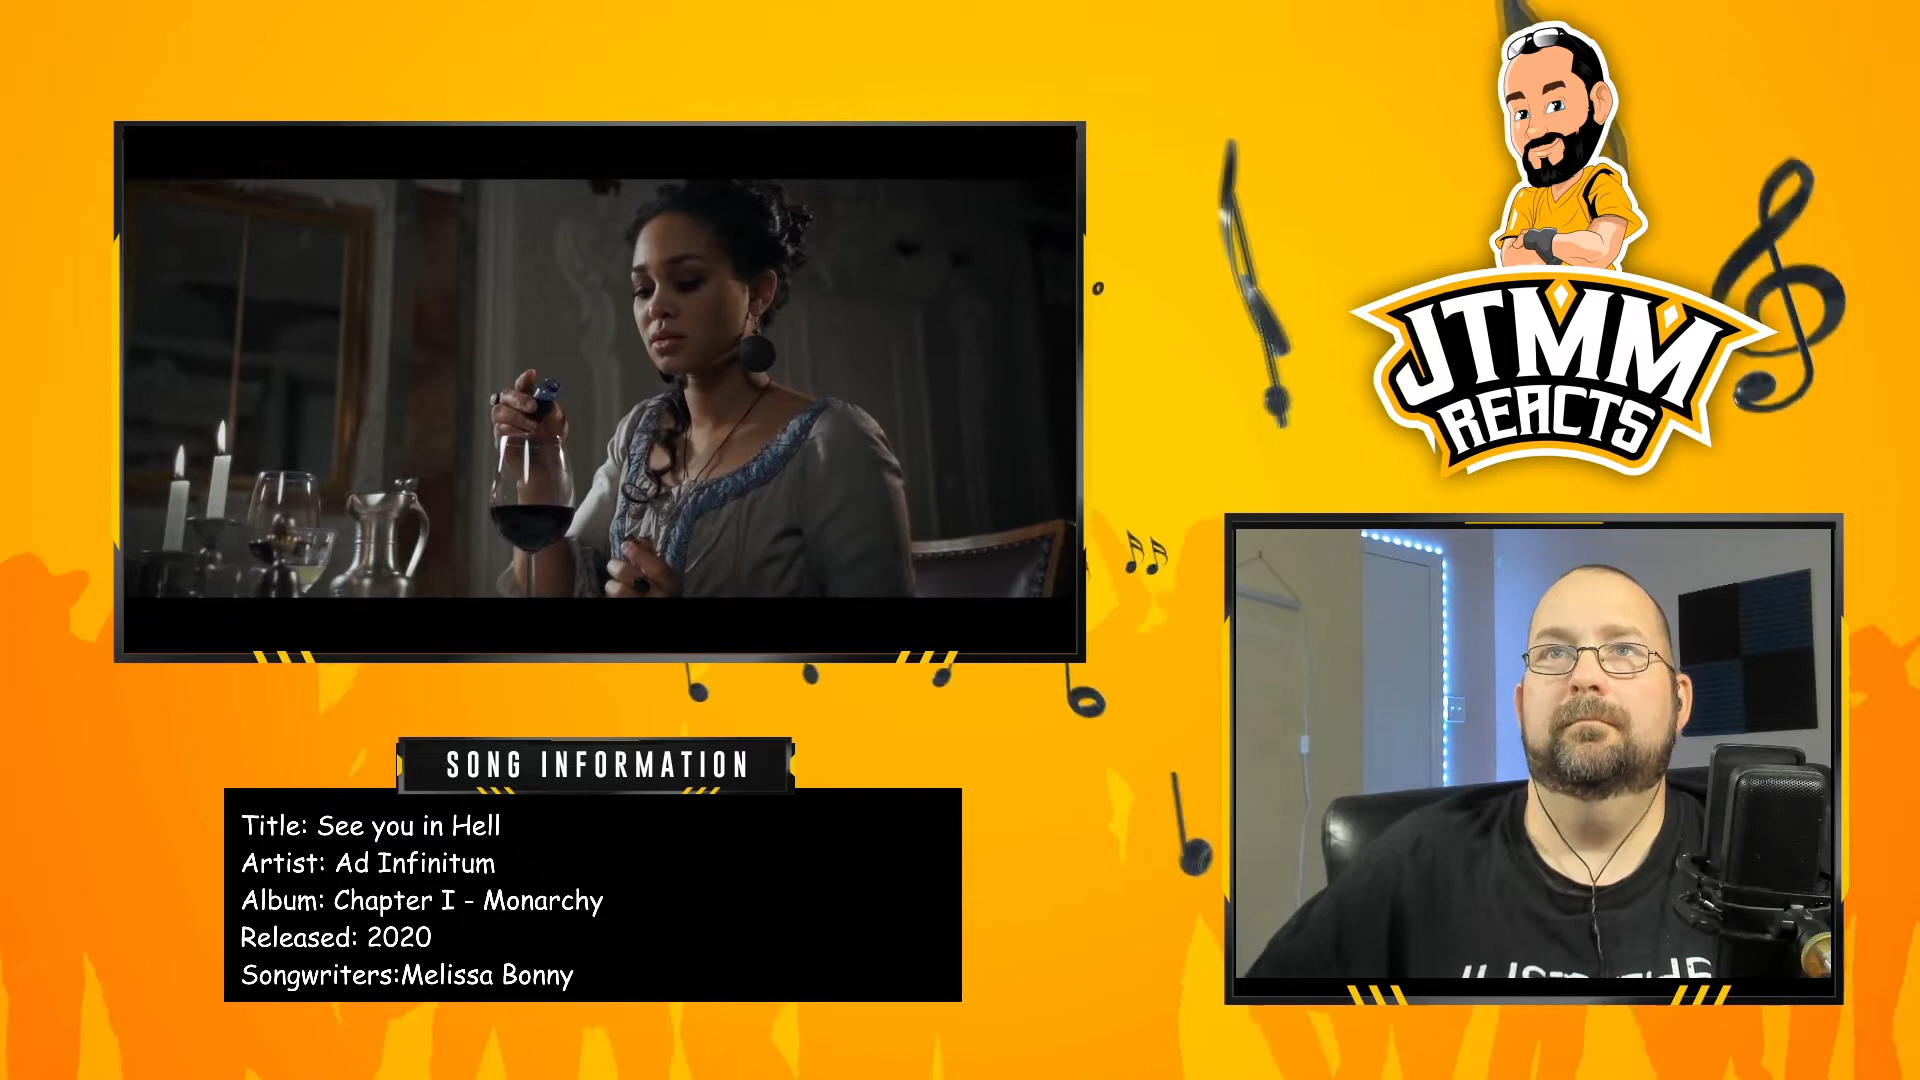 JTMM
REACTS
SONG INFORMATION
Title: See you in Hell
Artist: Ad Infinitum
Album: Chapter I - Monarchy
Released: 2020
Songwriters:Melissa Bonny